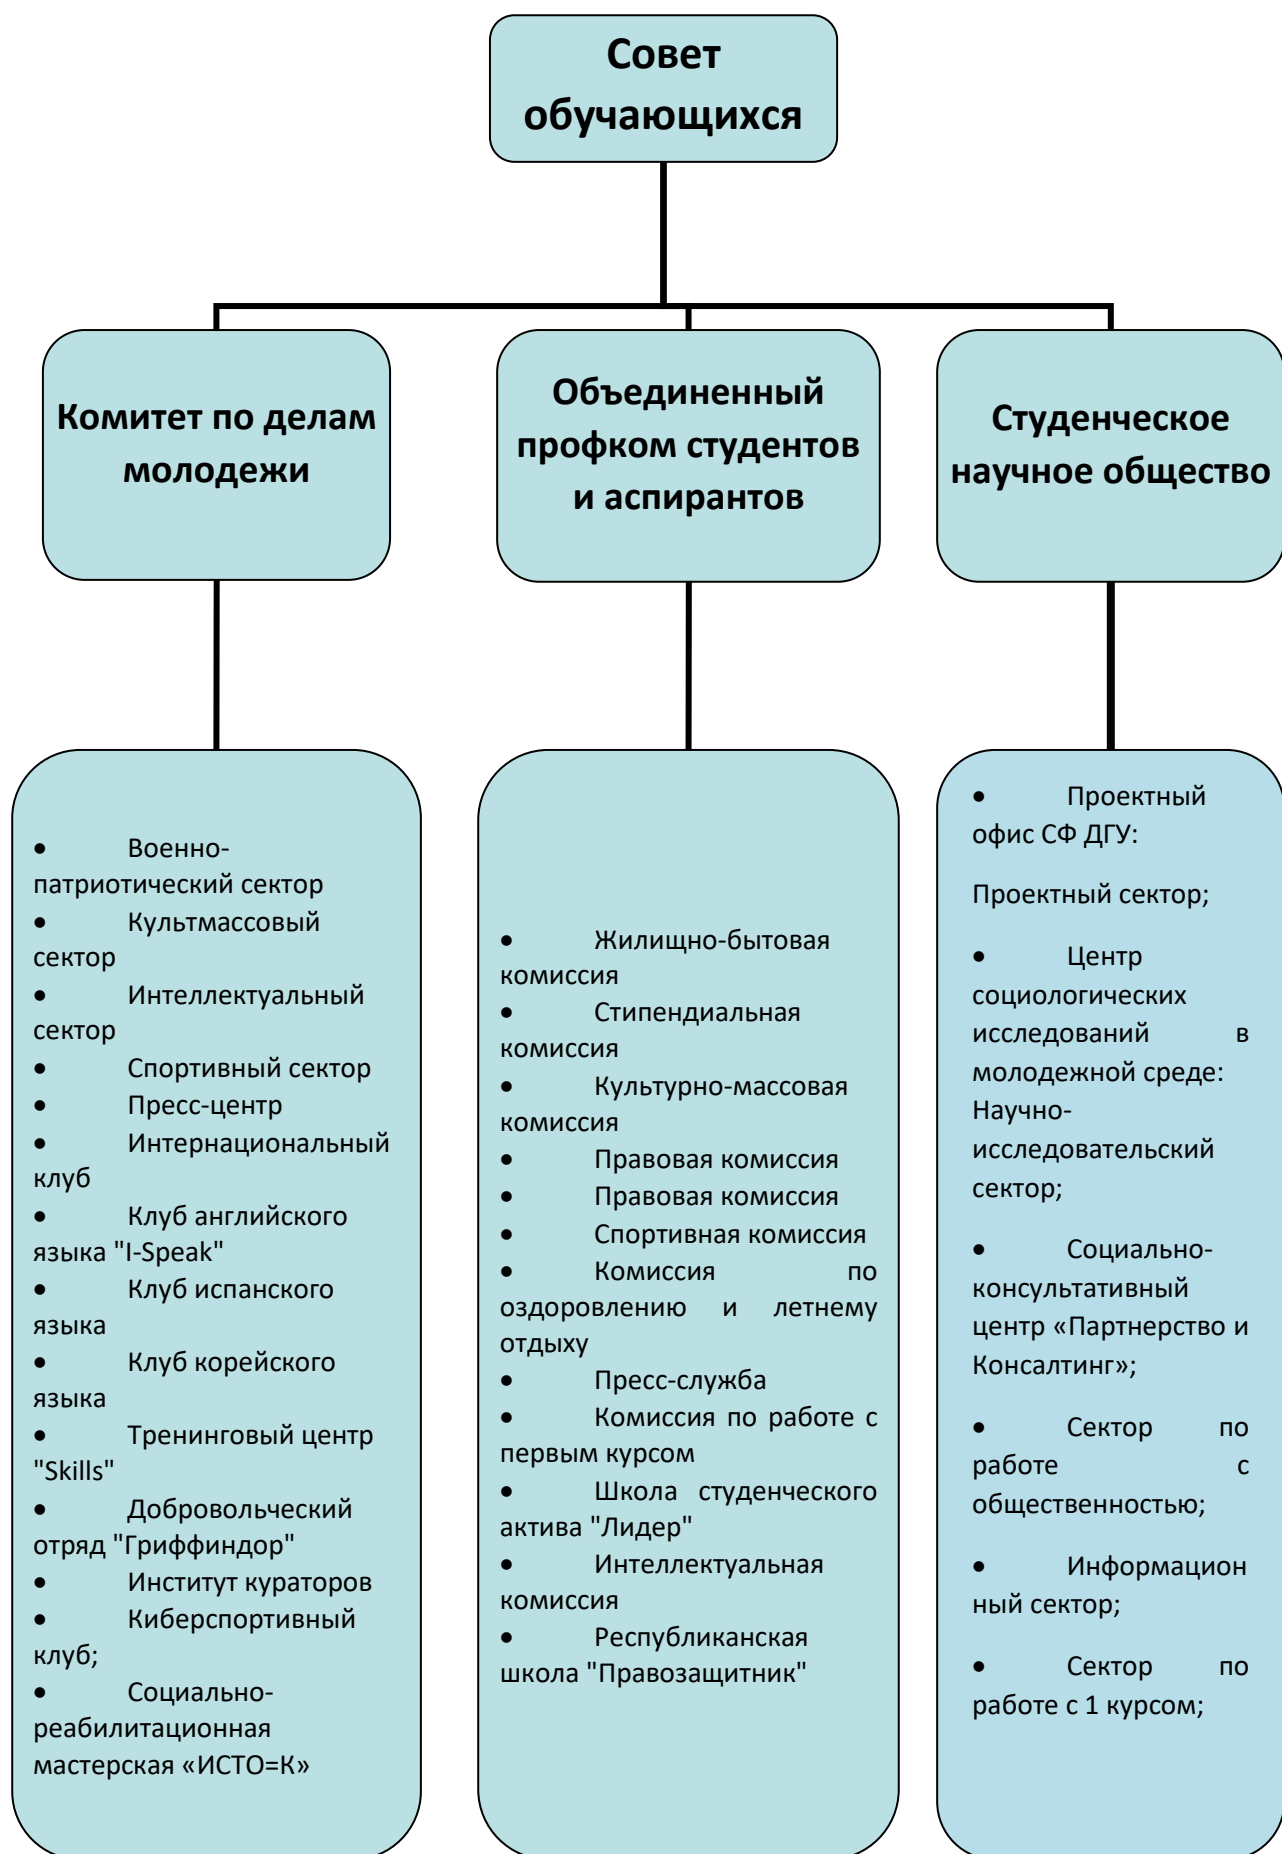 Совет
обучающихся
Комитет по делам
молодежи
Объединенный
профком студентов
и аспирантов
Студенческое
научное общество
• Военно-
патриотический сектор
• Культмассовый
сектор
• Интеллектуальный
сектор
• Спортивный сектор
• Пресс-центр
• Интернациональный
клуб
• Клуб английского
языка "I-Speak"
• Клуб испанского
языка
• Клуб корейского
языка
• Тренинговый центр
"Skills"
• Добровольческий
отряд "Гриффиндор"
• Институт кураторов
• Киберспортивный
клуб;
• Социально-
реабилитационная
мастерская «ИСТО=К»
• Жилищно-бытовая
комиссия
• Стипендиальная
комиссия
• Культурно-массовая
комиссия
• Правовая комиссия
• Правовая комиссия
• Спортивная комиссия
• Комиссия по
оздоровлению и летнему
отдыху
• Пресс-служба
• Комиссия по работе с
первым курсом
• Школа студенческого
актива "Лидер"
• Интеллектуальная
комиссия
• Республиканская
школа "Правозащитник"
• Проектный
офис СФ ДГУ:
Проектный сектор;
• Центр
социологических
исследований в
молодежной среде:
Научно-
исследовательский
сектор;
• Социально-
консультативный
центр «Партнерство и
Консалтинг»;
• Сектор по
работе с
общественностью;
• Информацион
ный сектор;
• Сектор по
работе с 1 курсом;